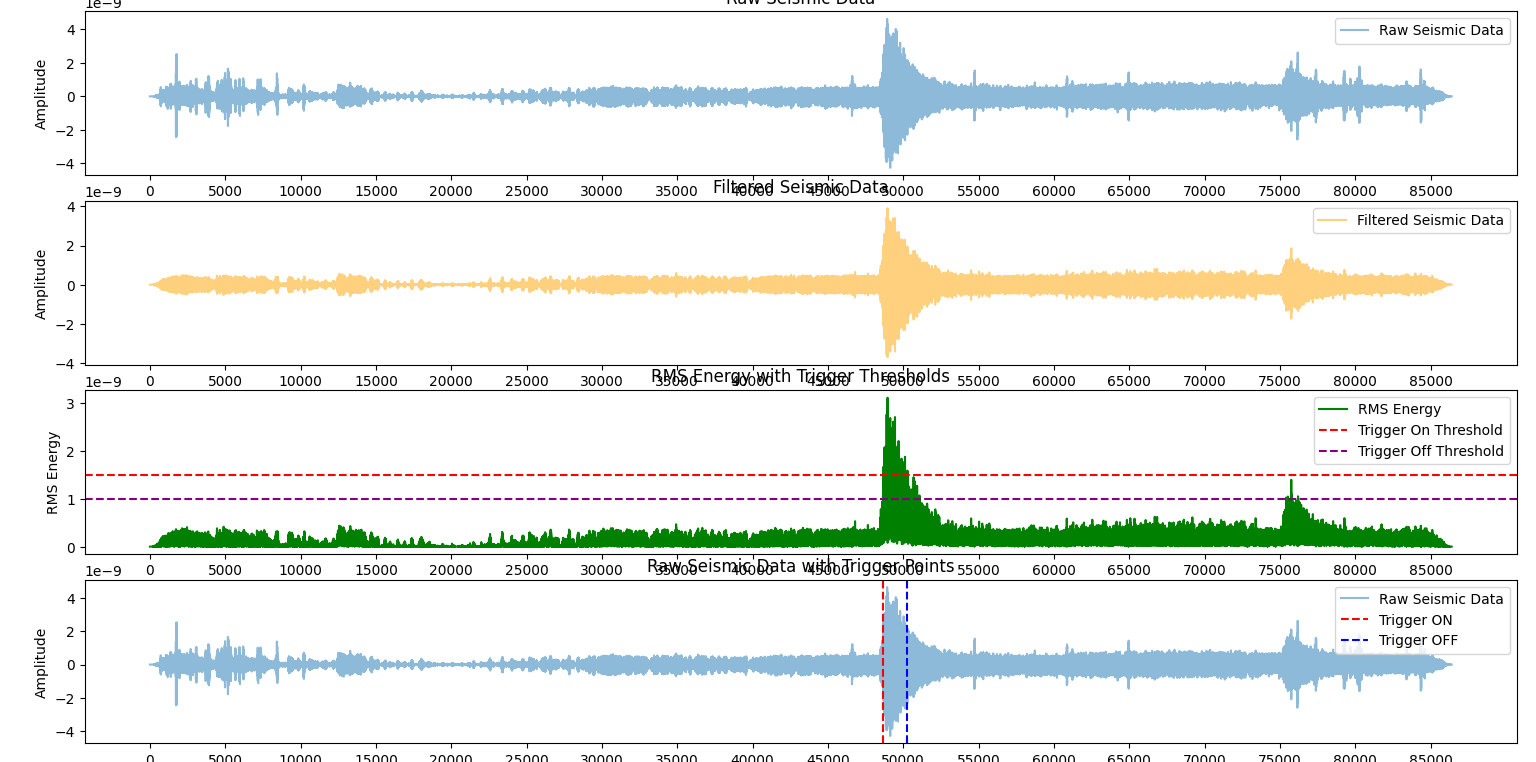 Raw Seismic Data
1e−9
4
2
0
−2
−4
Amplitude
Raw Seismic Data
0 5000 10000 15000 20000 25000 30000 35000 40000 45000 50000 55000 60000 65000 70000 75000 80000 85000
Filtered Seismic Data
1e−9
4
2
0
−2
−4
Amplitude
Filtered Seismic Data
0 5000 10000 15000 20000 25000 30000 35000 40000 45000 50000 55000 60000 65000 70000 75000 80000 85000
RMS Energy with Trigger Thresholds
1e−9
3
2
1
0
RMS Energy
RMS Energy
Trigger On Threshold
Trigger Off Threshold
0 5000 10000 15000 20000 25000 30000 35000 40000 45000 50000 55000 60000 65000 70000 75000 80000 85000
Raw Seismic Data with Trigger Points
1e−9
4
2
0
−2
−4
Amplitude
Raw Seismic Data
Trigger ON
Trigger OFF
0 5000 10000 15000 20000 25000 30000 35000 40000 45000 50000 55000 60000 65000 70000 75000 80000 85000